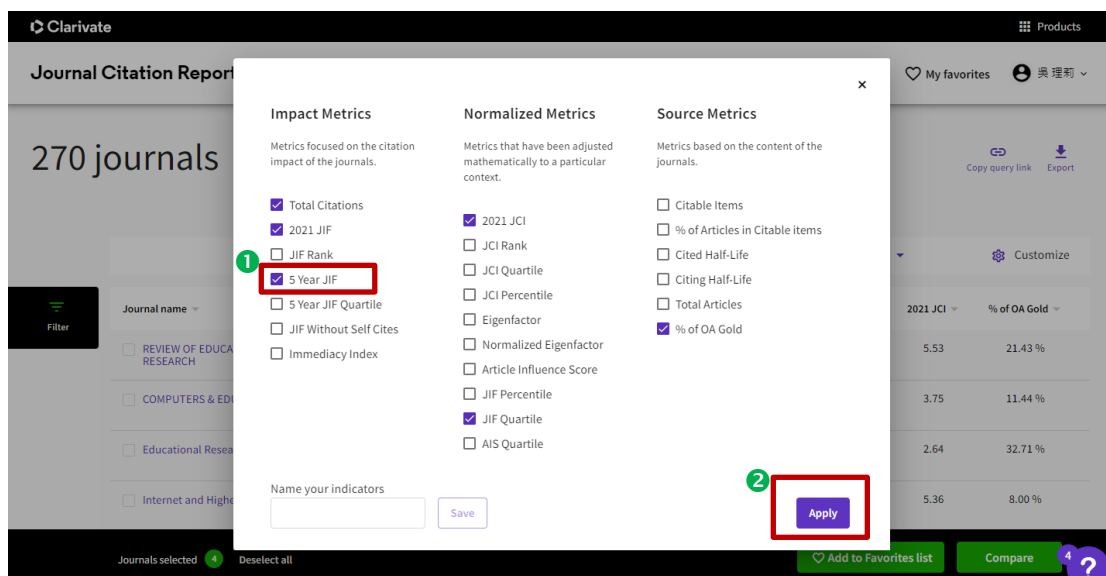 Clarivate
Products
Journal Citation Report
My favorites
吳 理莉
270 journals
Copy query link
Export
Customize
Filter
Journal name
2021 JCI
% of OA Gold
REVIEW OF EDUCA
RESEARCH
5.53
21.43 %
COMPUTERS & EDU
3.75
11.44 %
Educational Resea
2.64
32.71 %
Internet and Highe
5.36
8.00 %
×
Impact Metrics
Metrics focused on the citation
impact of the journals.
Total Citations
2021 JIF
JIF Rank
1
5 Year JIF
5 Year JIF Quartile
JIF Without Self Cites
Immediacy Index
Normalized Metrics
Metrics that have been adjusted
mathematically to a particular
context.
2021 JCI
JCI Rank
JCI Quartile
JCI Percentile
Eigenfactor
Normalized Eigenfactor
Article Influence Score
JIF Percentile
JIF Quartile
AIS Quartile
Source Metrics
Metrics based on the content of the
journals.
Citable Items
% of Articles in Citable items
Cited Half-Life
Citing Half-Life
Total Articles
% of OA Gold
Name your indicators
Save
2
Apply
Journals selected 4 Deselect all
Add to Favorites list
Compare
4
?